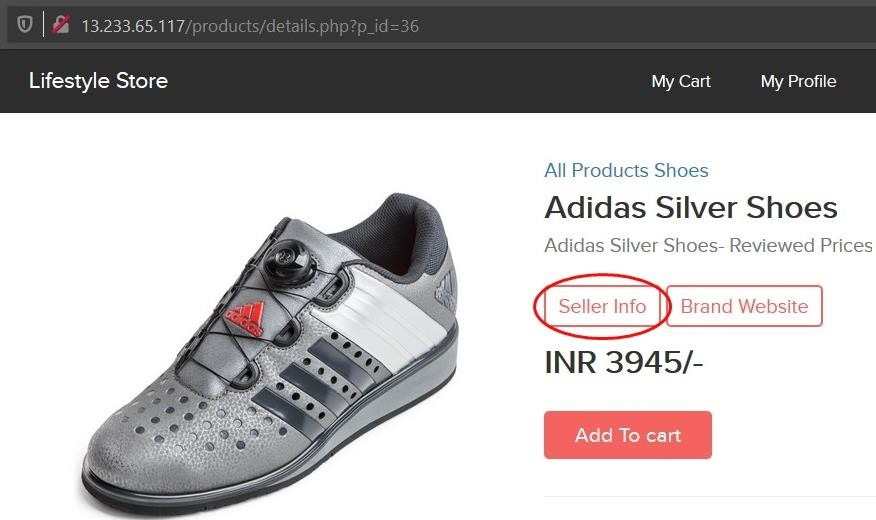 13.233.65.117/products/details.php?p_id=36
Lifestyle Store
My Cart
My Profile
All Products Shoes
Adidas Silver Shoes
Adidas Silver Shoes- Reviewed Prices
Seller Info
Brand Website
INR 3945/-
Add To cart
adidas